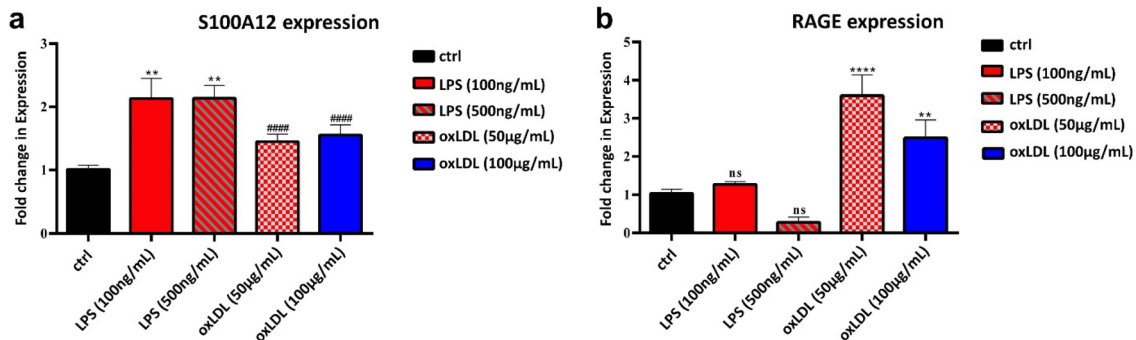 a
S100A12 expression
Fold change in Expression
3
2
1
0
**
**
####
####
ctrl
LPS (100ng/mL)
LPS (500ng/mL)
oxLDL (50µg/mL)
oxLDL (100µg/mL)
ctrl
LPS (100ng/mL)
LPS (500ng/mL)
oxLDL (50µg/mL)
oxLDL (100µg/mL)
b
RAGE expression
Fold change in Expression
5
4
3
2
1
0
ns
ns
****
**
ctrl
LPS (100ng/mL)
LPS (500ng/mL)
oxLDL (50µg/mL)
oxLDL (100µg/mL)
ctrl
LPS (100ng/mL)
LPS (500ng/mL)
oxLDL (50µg/mL)
oxLDL (100µg/mL)